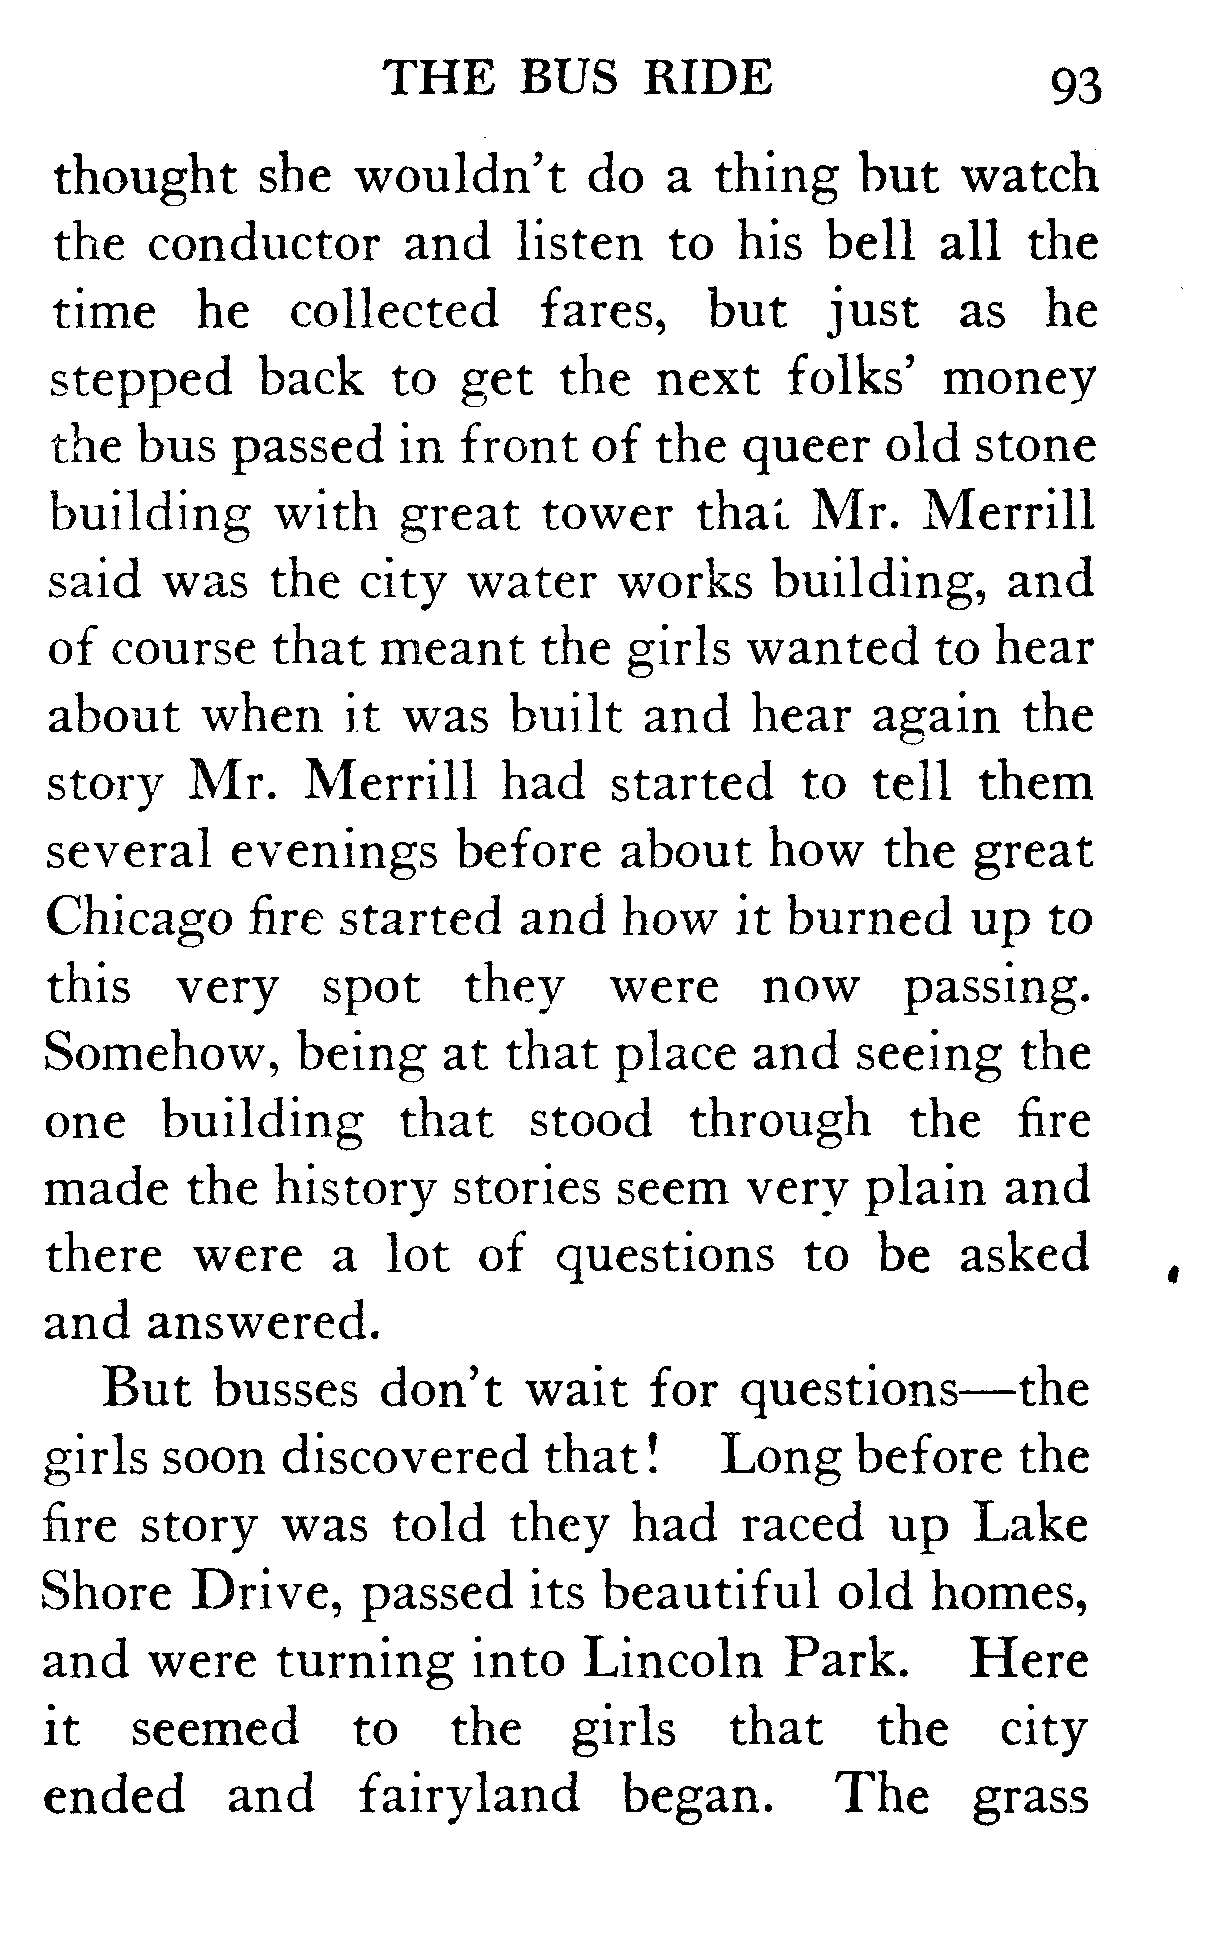 THE BUS RIDE 93
thought she wouldn't do a thing but watch
the conductor and listen to his bell all the
time he collected fares, but just as he
stepped back to get the next folks' money
the bus passed in front of the queer old stone
building with great tower that Mr. Merrill
said was the city water works building, and
of course that meant the girls wanted to hear
about when it was built and hear again the
story Mr. Merrill had started to tell them
several evenings before about how the great
Chicago fire started and how it burned up to
this very spot they were now passing.
Somehow, being at that place and seeing the
one building that stood through the fire
made the history stories seem very plain and
there were a lot of questions to be asked
and answered.
But busses don't wait for questions—the
girls soon discovered that! Long before the
fire story was told they had raced up Lake
Shore Drive, passed its beautiful old homes,
and were turning into Lincoln Park. Here
it seemed to the girls that the city
ended and fairyland began. The grass